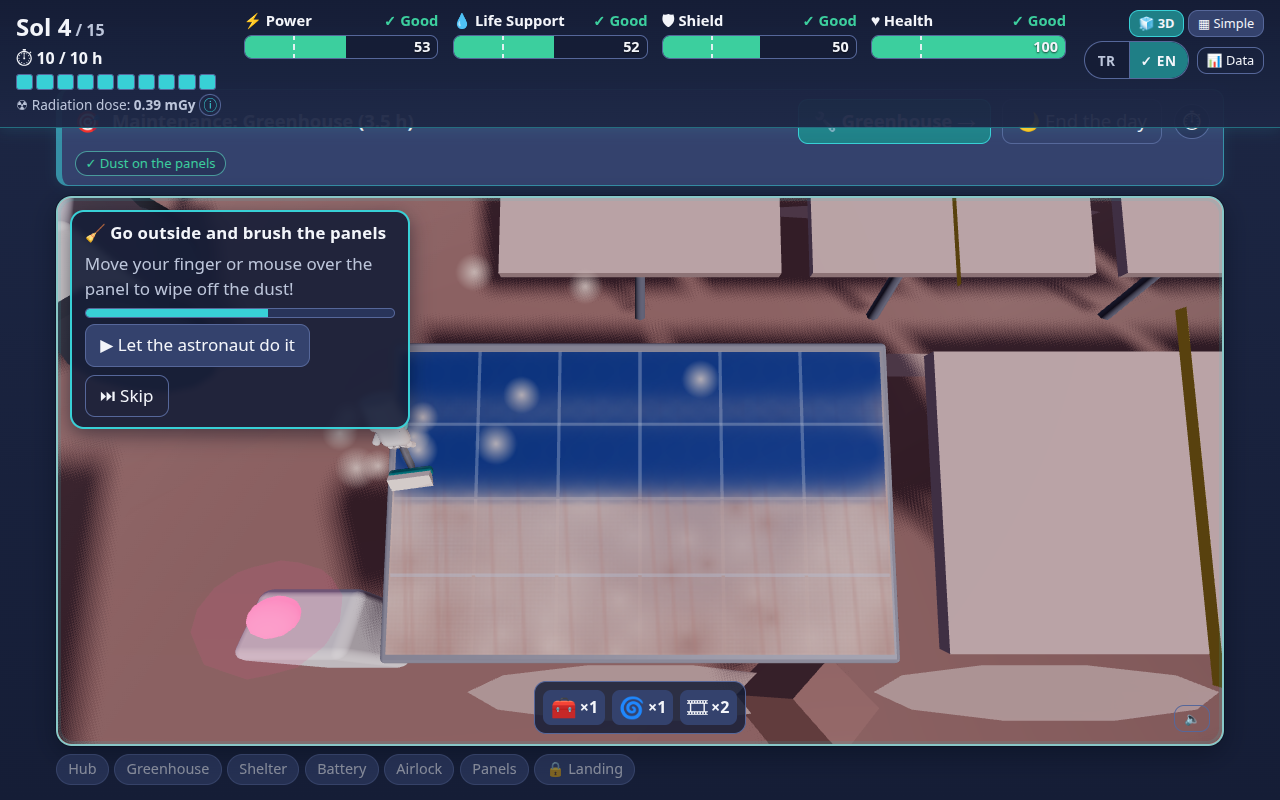 Sol 4 / 15
⏱ 10 / 10 h
☢ Radiation dose: 0.39 mGy ⓘ
⚡ Power ✓ Good
53
💧 Life Support ✓ Good
52
🛡 Shield ✓ Good
50
♥ Health ✓ Good
100
🧊 3D
▦ Simple
TR
✓ EN
📊 Data
Maintenance: Greenhouse (3.5 h)
Greenhouse →
🌙 End the day
✓ Dust on the panels
🧹 Go outside and brush the panels
Move your finger or mouse over the
panel to wipe off the dust!
▶ Let the astronaut do it
⏭ Skip
🧰 ×1
🌀 ×1
🎞 ×2
Hub
Greenhouse
Shelter
Battery
Airlock
Panels
🔒 Landing